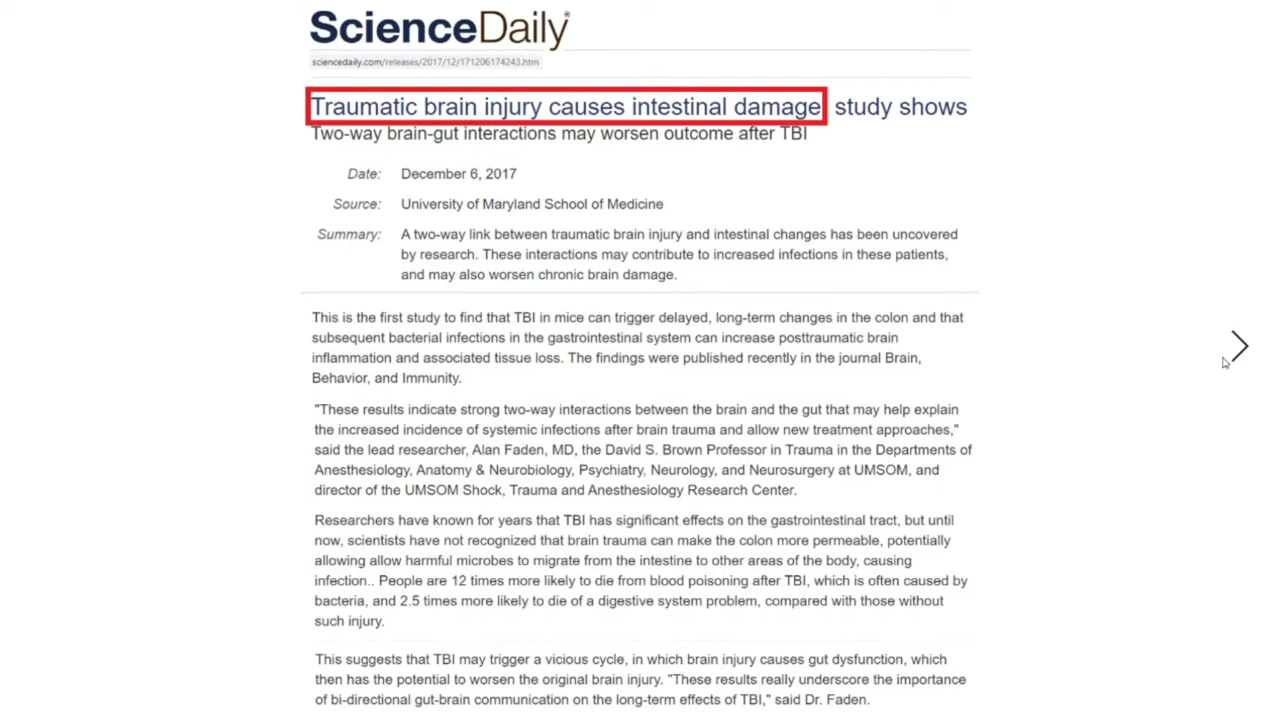 ScienceDaily®
sciencedaily.com/releases/2017/12/171206174243.htm
Traumatic brain injury causes intestinal damage study shows
Two-way brain-gut interactions may worsen outcome after TBI
Date: December 6, 2017
Source: University of Maryland School of Medicine
Summary: A two-way link between traumatic brain injury and intestinal changes has been uncovered
by research. These interactions may contribute to increased infections in these patients,
and may also worsen chronic brain damage.
This is the first study to find that TBI in mice can trigger delayed, long-term changes in the colon and that
subsequent bacterial infections in the gastrointestinal system can increase posttraumatic brain
inflammation and associated tissue loss. The findings were published recently in the journal Brain,
Behavior, and Immunity.
"These results indicate strong two-way interactions between the brain and the gut that may help explain
the increased incidence of systemic infections after brain trauma and allow new treatment approaches,"
said the lead researcher, Alan Faden, MD, the David S. Brown Professor in Trauma in the Departments of
Anesthesiology, Anatomy & Neurobiology, Psychiatry, Neurology, and Neurosurgery at UMSOM, and
director of the UMSOM Shock, Trauma and Anesthesiology Research Center.
Researchers have known for years that TBI has significant effects on the gastrointestinal tract, but until
now, scientists have not recognized that brain trauma can make the colon more permeable, potentially
allowing allow harmful microbes to migrate from the intestine to other areas of the body, causing
infection.. People are 12 times more likely to die from blood poisoning after TBI, which is often caused by
bacteria, and 2.5 times more likely to die of a digestive system problem, compared with those without
such injury.
This suggests that TBI may trigger a vicious cycle, in which brain injury causes gut dysfunction, which
then has the potential to worsen the original brain injury. "These results really underscore the importance
of bi-directional gut-brain communication on the long-term effects of TBI," said Dr. Faden.